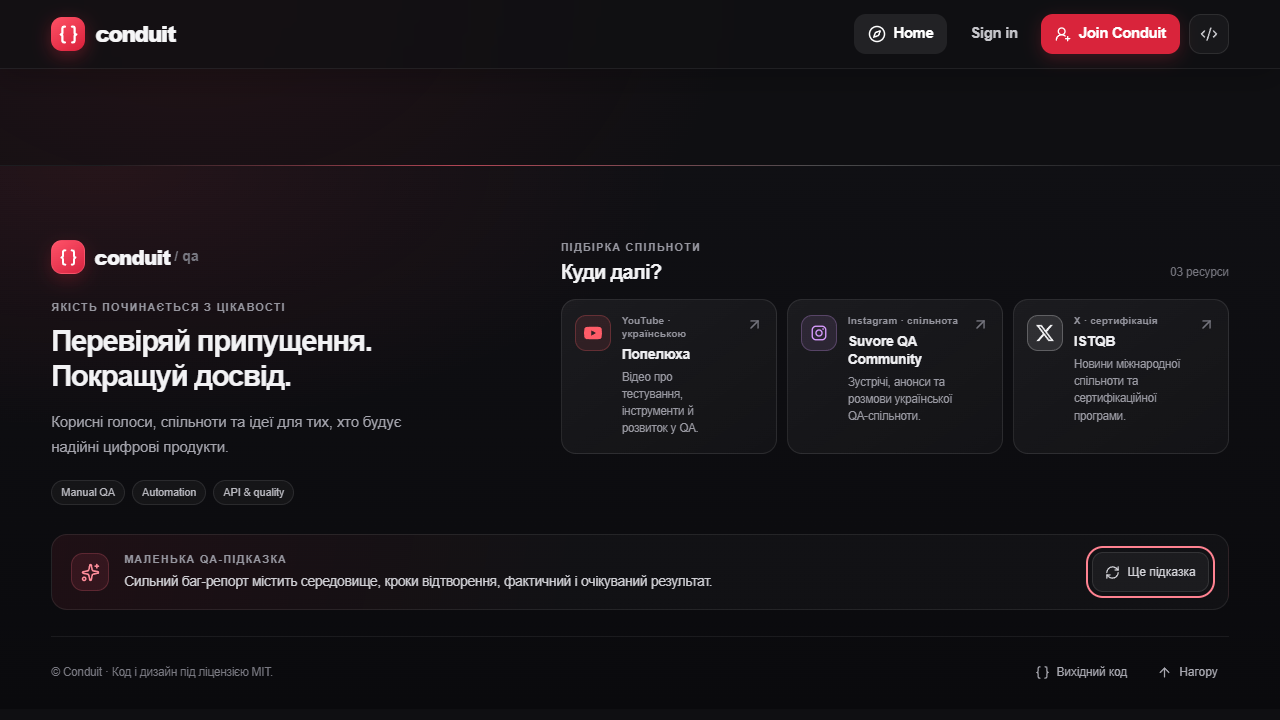 conduit
Home
Sign in
Join Conduit
conduit / qa
ЯКІСТЬ ПОЧИНАЄТЬСЯ З ЦІКАВОСТІ
Перевіряй припущення.
Покращуй досвід.
Корисні голоси, спільноти та ідеї для тих, хто будує
надійні цифрові продукти.
Manual QA
Automation
API & quality
ПІДБІРКА СПІЛЬНОТИ
Куди далі?
03 ресурси
YouTube ·
українською
Попелюха
Відео про
тестування,
інструменти й
розвиток у QA.
Instagram · спільнота
Suvore QA
Community
Зустрічі, анонси та
розмови української
QA-спільноти.
X · сертифікація
ISTQB
Новини міжнародної
спільноти та
сертифікаційної
програми.
МАЛЕНЬКА QA-ПІДКАЗКА
Сильний баг-репорт містить середовище, кроки відтворення, фактичний і очікуваний результат.
Ще підказка
© Conduit · Код і дизайн під ліцензією MIT.
Вихідний код
Нагору